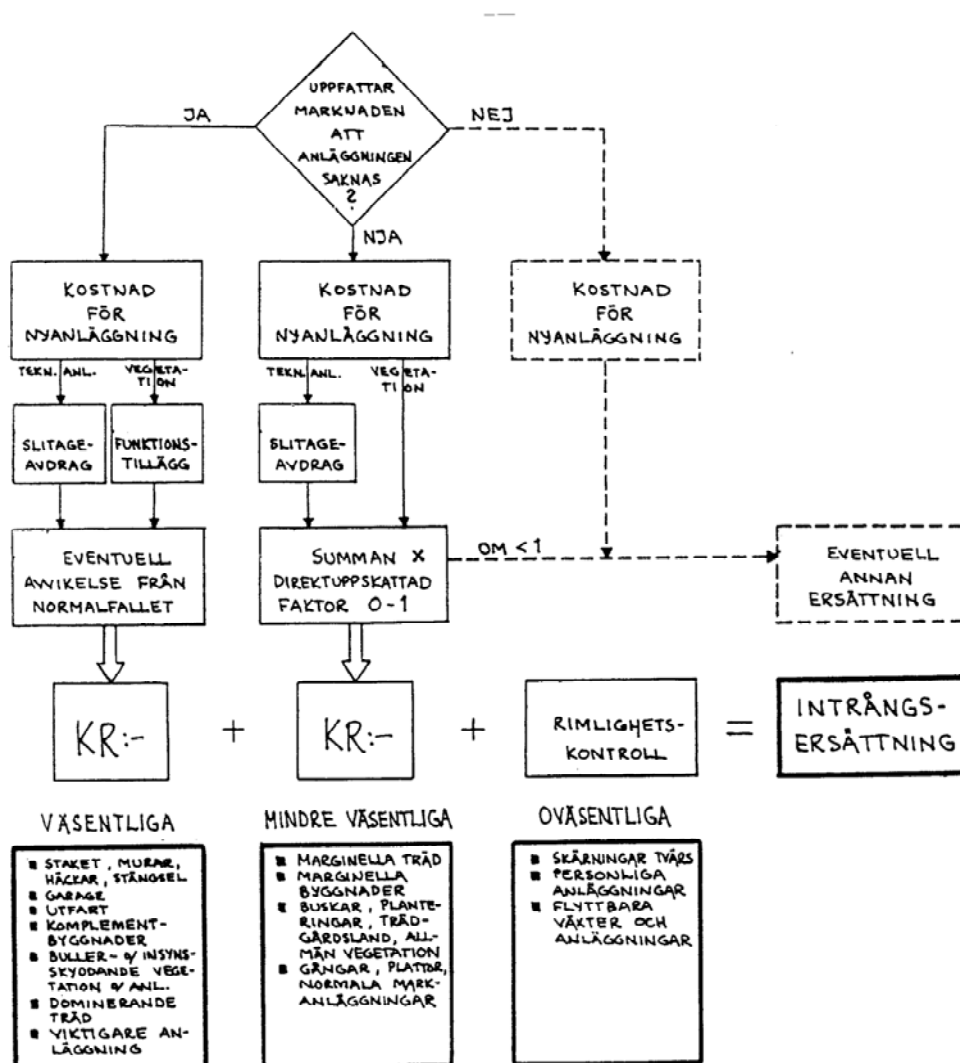 UPPFATTAR
MARKNADEN
ATT
ANLÄGGNINGEN
SAKNAS
?
JA
NEJ
NJA
KOSTNAD
FÖR
NYANLÄGGNING
KOSTNAD
FÖR
NYANLÄGGNING
KOSTNAD
FÖR
NYANLÄGGNING
TEKN. ANL.
VEGETA-
TION
TEKN. ANL.
VEGETA-
TION
SLITAGE-
AVDRAG
FUNKTIONS-
TILLÄGG
SLITAGE-
AVDRAG
EVENTUELL
AVVIKELSE FRÅN
NORMALFALLET
SUMMAN X
DIREKTUPPSKATTAD
FAKTOR 0-1
OM <1
EVENTUELL
ANNAN
ERSÄTTNING
KR:-
+
KR:-
+
RIMLIGHETS-
KONTROLL
=
INTRÅNGS-
ERSÄTTNING
VÄSENTLIGA
■ STAKET, MURAR,
HÄCKAR, STÄNGSEL
■ GARAGE
■ UTFART
■ KOMPLEMENT-
BYGGNADER
■ BULLER- o/ INSYNS-
SKYDDANDE VEGE-
TATION o/ ANL.
■ DOMINERANDE
TRÄD
■ VIKTIGARE AN-
LÄGGNING
MINDRE VÄSENTLIGA
■ MARGINELLA TRÄD
■ MARGINELLA
BYGGNADER
■ BUSKAR, PLANTE-
RINGAR, TRÄD-
GÅRDSLAND, ALL-
MÄN VEGETATION
■ GÅNGAR, PLATTOR,
NORMALA MARK-
ANLÄGGNINGAR
OVÄSENTLIGA
■ SKÄRNINGAR TVÄRS
■ PERSONLIGA
ANLÄGGNINGAR
■ FLYTTBARA
VÄXTER OCH
ANLÄGGNINGAR